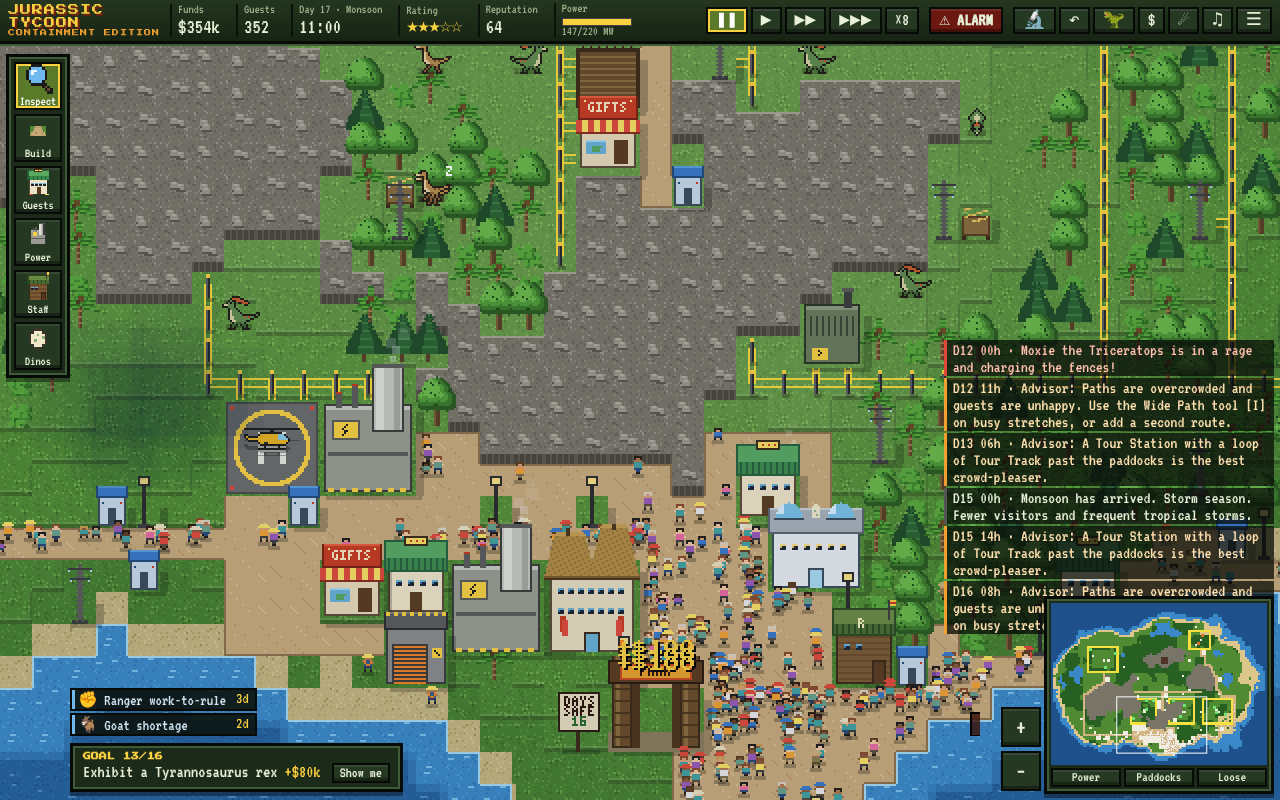 JURASSIC
TYCOON
CONTAINMENT EDITION
Funds
$354k
Guests
352
Day 17 · Monsoon
11:00
Rating
★★★☆☆
Reputation
64
Power
147/220 MW
X8
⚠ ALARM
$
Inspect
Build
Guests
Power
Staff
Dinos
GIFTS
z
D12 00h · Moxie the Triceratops is in a rage
and charging the fences!
D12 11h · Advisor: Paths are overcrowded and
guests are unhappy. Use the Wide Path tool [I]
on busy stretches, or add a second route.
D13 06h · Advisor: A Tour Station with a loop
of Tour Track past the paddocks is the best
crowd-pleaser.
D15 00h · Monsoon has arrived. Storm season.
Fewer visitors and frequent tropical storms.
D15 14h · Advisor: A Tour Station with a loop
of Tour Track past the paddocks is the best
crowd-pleaser.
D16 08h · Advisor: Paths are overcrowded and
guests are un
on busy stret
GIFTS
R
DAYS
SAFE
16
Ranger work-to-rule 3d
Goat shortage 2d
GOAL 13/16
Exhibit a Tyrannosaurus rex +$80k
Show me
+
-
Power
Paddocks
Loose